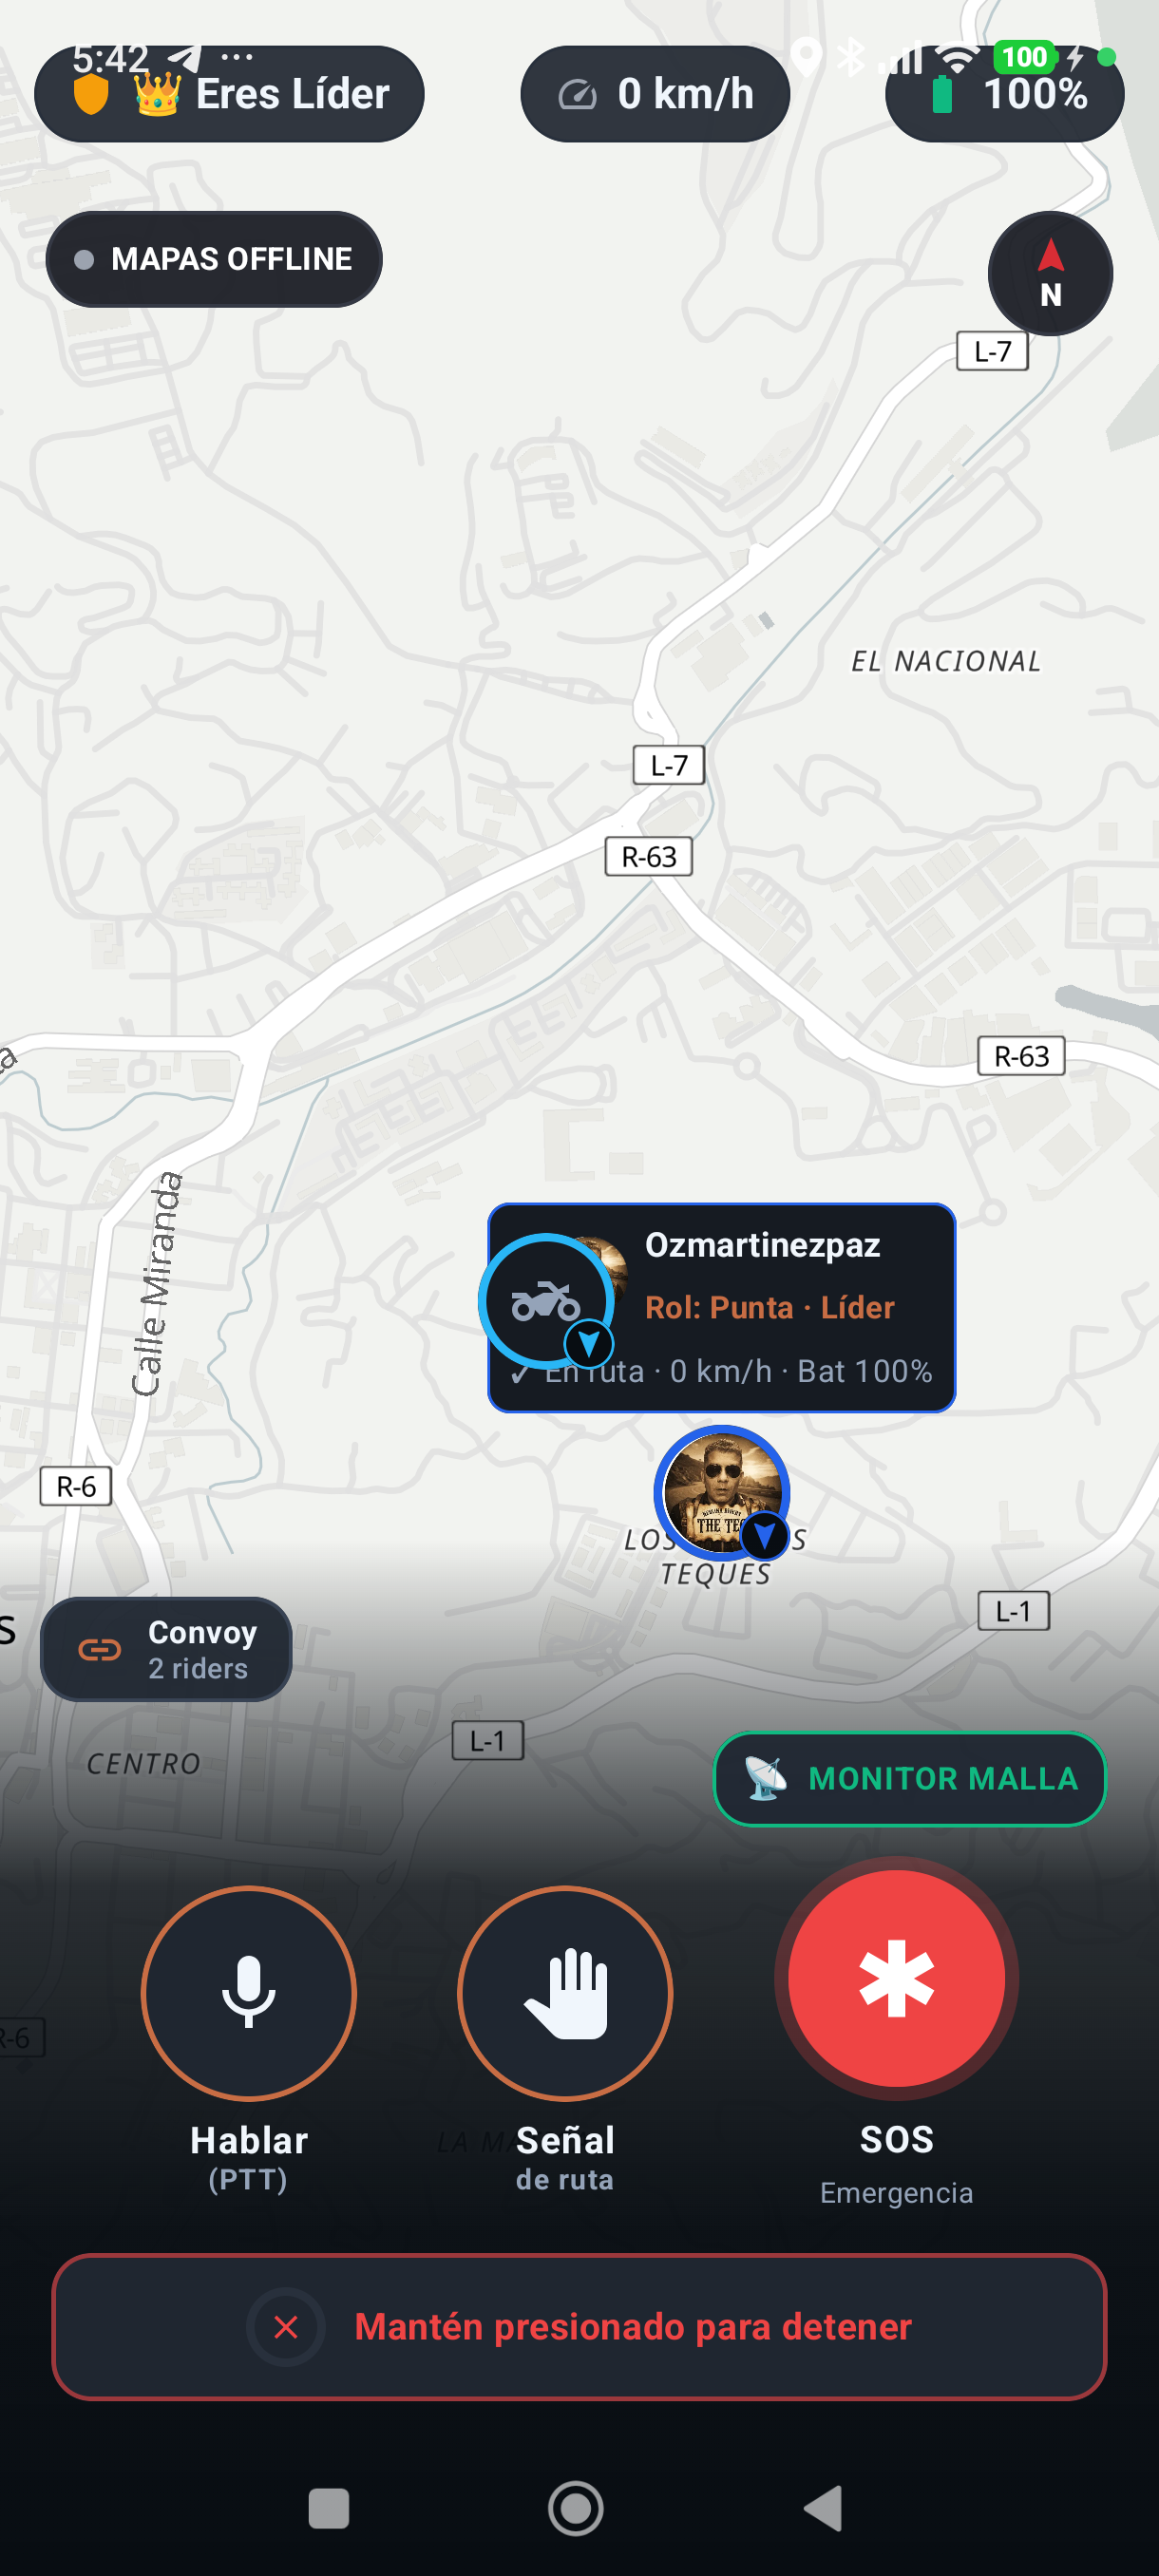 5:42
100
👑 Eres Líder
0 km/h
100%
MAPAS OFFLINE
N
L-7
EL NACIONAL
L-7
R-63
R-63
Calle Miranda
Ozmartinezpaz
Rol: Punta · Líder
✓ En ruta · 0 km/h · Bat 100%
R-6
THE
TEQUES
L-1
S
Convoy
2 riders
L-1
CENTRO
MONITOR MALLA
R-6
Hablar
(PTT)
Señal
de ruta
SOS
Emergencia
Mantén presionado para detener